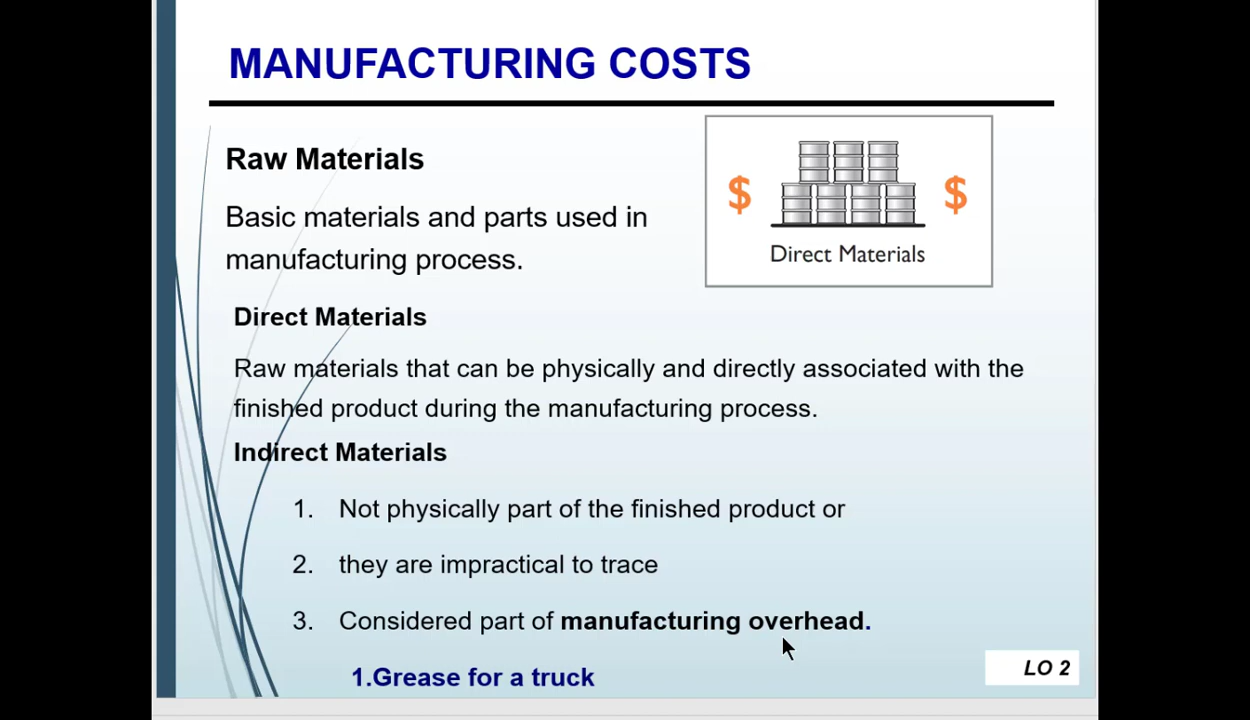 MANUFACTURING COSTS
Raw Materials
Basic materials and parts used in
manufacturing process.
$ $
Direct Materials
Direct Materials
Raw materials that can be physically and directly associated with the
finished product during the manufacturing process.
Indirect Materials
1. Not physically part of the finished product or
2. they are impractical to trace
3. Considered part of manufacturing overhead.
1.Grease for a truck
LO 2